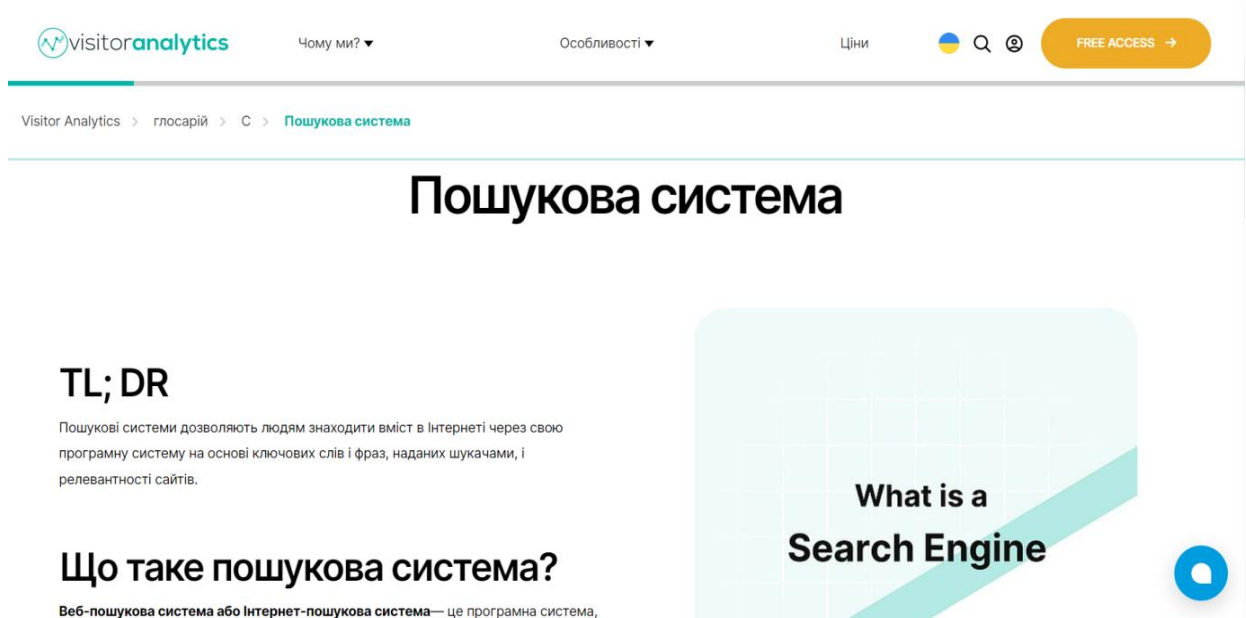 visitoranalytics
Чому ми? ▼
Особливості ▼
Ціни
FREE ACCESS →
Visitor Analytics > глосарій > С > Пошукова система
Пошукова система
TL; DR
Пошукові системи дозволяють людям знаходити вміст в Інтернеті через свою
програмну систему на основі ключових слів і фраз, наданих шукачами, і
релевантності сайтів.
What is a
Search Engine
Що таке пошукова система?
Веб-пошукова система або Інтернет-пошукова система— це програмна система,